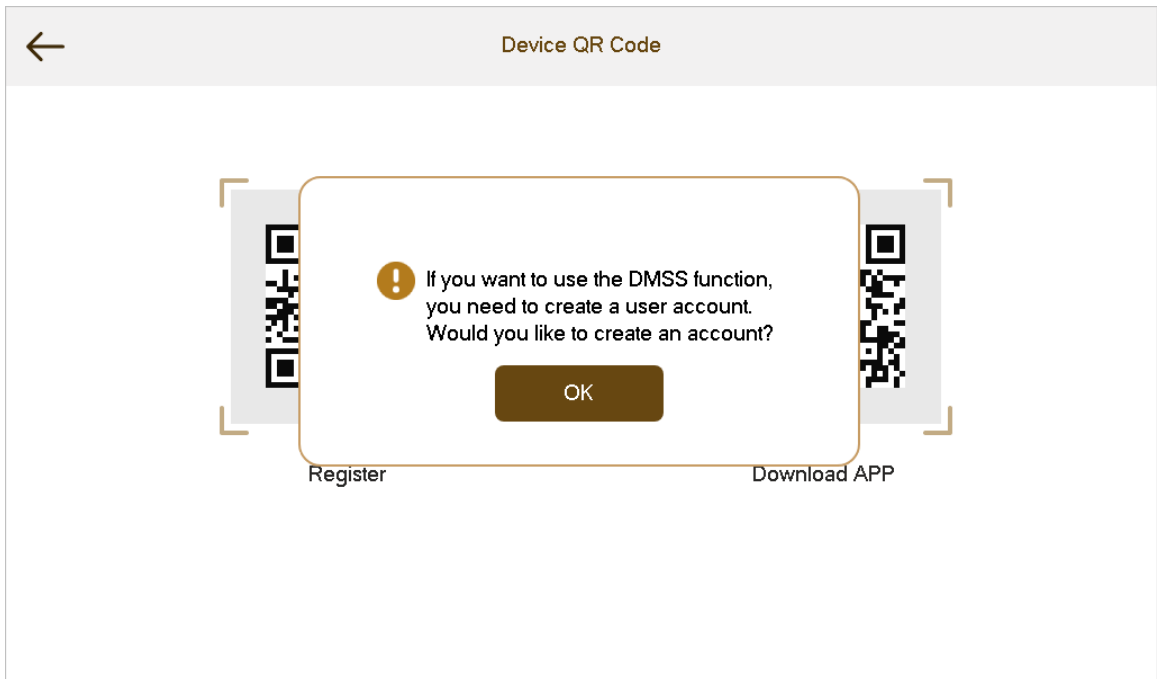 Device QR Code
If you want to use the DMSS function,
you need to create a user account.
Would you like to create an account?
OK
Register
Download APP